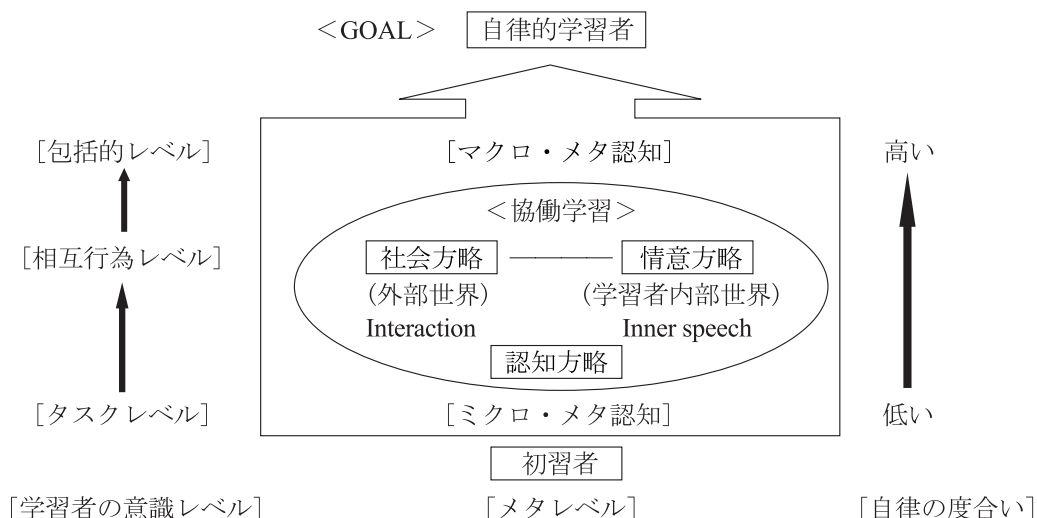 ＜GOAL＞ 自律的学習者
[包括的レベル] [マクロ・メタ認知] 高い
＜協働学習＞
[相互行為レベル] 社会方略 情意方略
（外部世界） （学習者内部世界）
Interaction Inner speech
認知方略
[タスクレベル] [ミクロ・メタ認知] 低い
初習者
[学習者の意識レベル] [メタレベル] [自律の度合い]